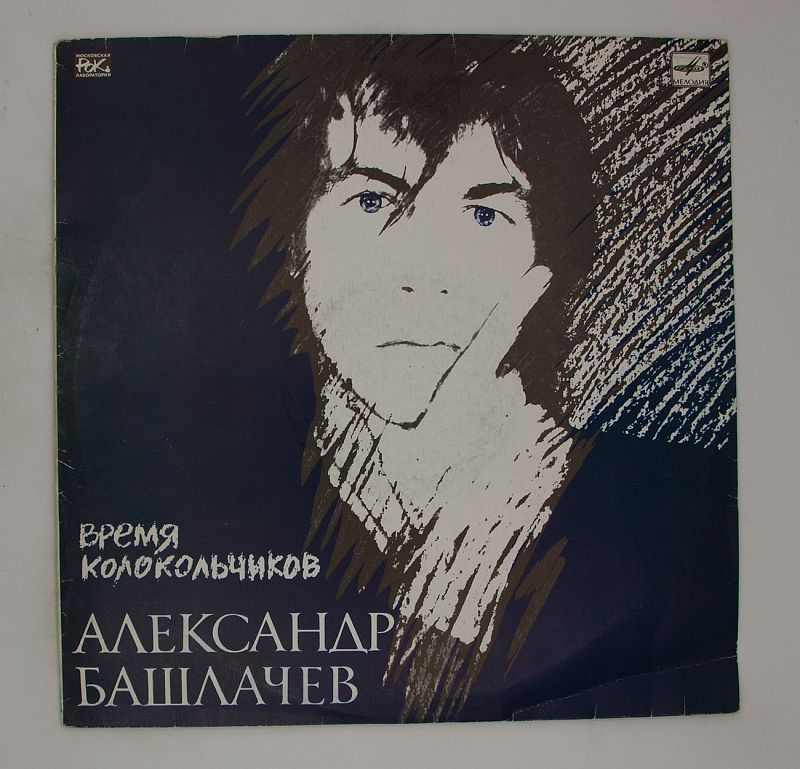 МОСКОВСКАЯ
РОК
ЛАБОРАТОРИЯ
МЕЛОДИЯ
время
колокольчиков
АЛЕКСАНДР
БАШЛАЧЕВ